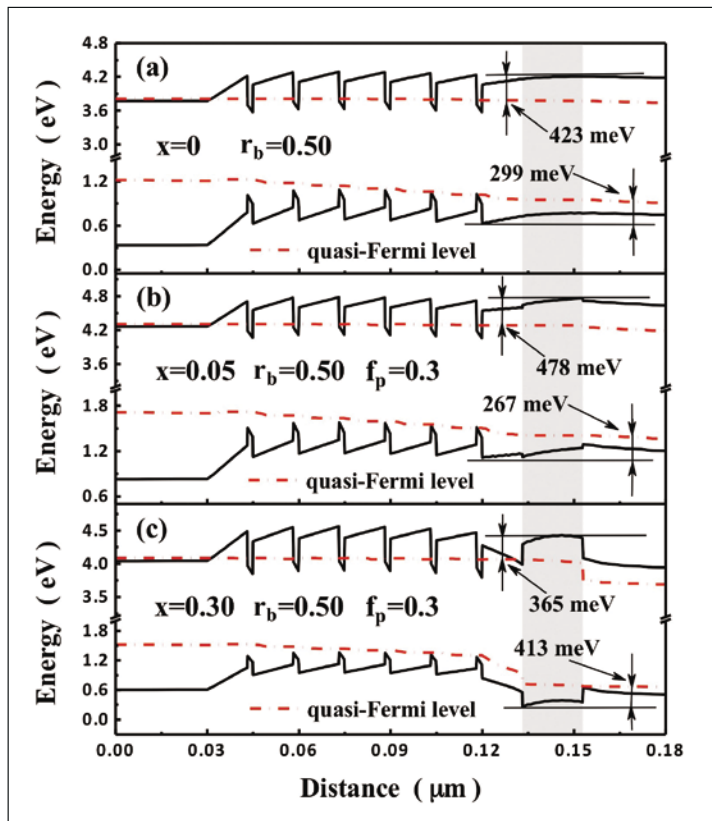 4.8
(a)
4.2
3.6
423 meV
3.0
x=0 r_b=0.50
299 meV
1.2
0.6
quasi-Fermi level
0.0
Energy ( eV )
4.8
(b)
4.2
3.6
478 meV
x=0.05 r_b=0.50 f_p=0.3
267 meV
1.8
1.2
quasi-Fermi level
0.6
Energy ( eV )
4.5
(c)
4.0
3.5
365 meV
x=0.30 r_b=0.50 f_p=0.3
413 meV
1.8
1.2
0.6
quasi-Fermi level
0.0
Energy ( eV )
0.00 0.03 0.06 0.09 0.12 0.15 0.18
Distance ( μm )